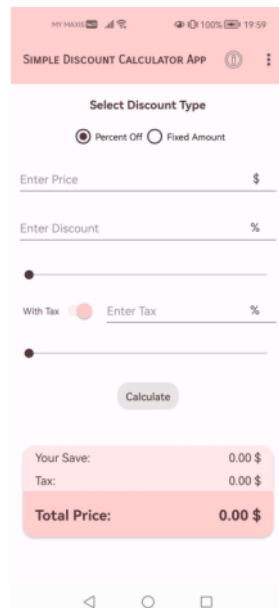 MY MAXIS 100% 19:59
SIMPLE DISCOUNT CALCULATOR APP
Select Discount Type
Percent Off Fixed Amount
Enter Price $
Enter Discount %
With Tax Enter Tax %
Calculate
Your Save: 0.00 $
Tax: 0.00 $
Total Price: 0.00 $